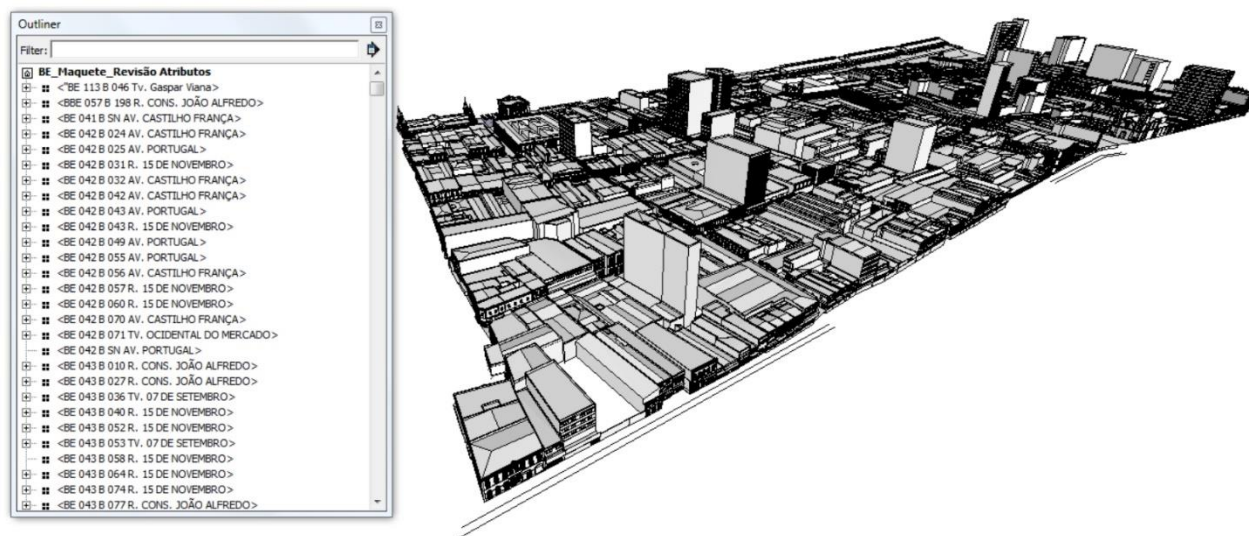 Outliner
Filter:
BE_Maquete_Revisão Atributos
<"BE 113 B 046 Tv. Gaspar Viana>
<BBE 057 B 198 R. CONS. JOÃO ALFREDO>
<BE 041 B SN AV. CASTILHO FRANÇA>
<BE 042 B 024 AV. CASTILHO FRANÇA>
<BE 042 B 025 AV. PORTUGAL>
<BE 042 B 031 R. 15 DE NOVEMBRO>
<BE 042 B 032 AV. CASTILHO FRANÇA>
<BE 042 B 042 AV. CASTILHO FRANÇA>
<BE 042 B 043 AV. PORTUGAL>
<BE 042 B 043 R. 15 DE NOVEMBRO>
<BE 042 B 049 AV. PORTUGAL>
<BE 042 B 055 AV. PORTUGAL>
<BE 042 B 056 AV. CASTILHO FRANÇA>
<BE 042 B 057 R. 15 DE NOVEMBRO>
<BE 042 B 060 R. 15 DE NOVEMBRO>
<BE 042 B 070 AV. CASTILHO FRANÇA>
<BE 042 B 071 TV. OCIDENTAL DO MERCADO>
<BE 042 B SN AV. PORTUGAL>
<BE 043 B 010 R. CONS. JOÃO ALFREDO>
<BE 043 B 027 R. CONS. JOÃO ALFREDO>
<BE 043 B 036 TV. 07 DE SETEMBRO>
<BE 043 B 040 R. 15 DE NOVEMBRO>
<BE 043 B 052 R. 15 DE NOVEMBRO>
<BE 043 B 053 TV. 07 DE SETEMBRO>
<BE 043 B 058 R. 15 DE NOVEMBRO>
<BE 043 B 064 R. 15 DE NOVEMBRO>
<BE 043 B 074 R. 15 DE NOVEMBRO>
<BE 043 B 077 R. CONS. JOÃO ALFREDO>